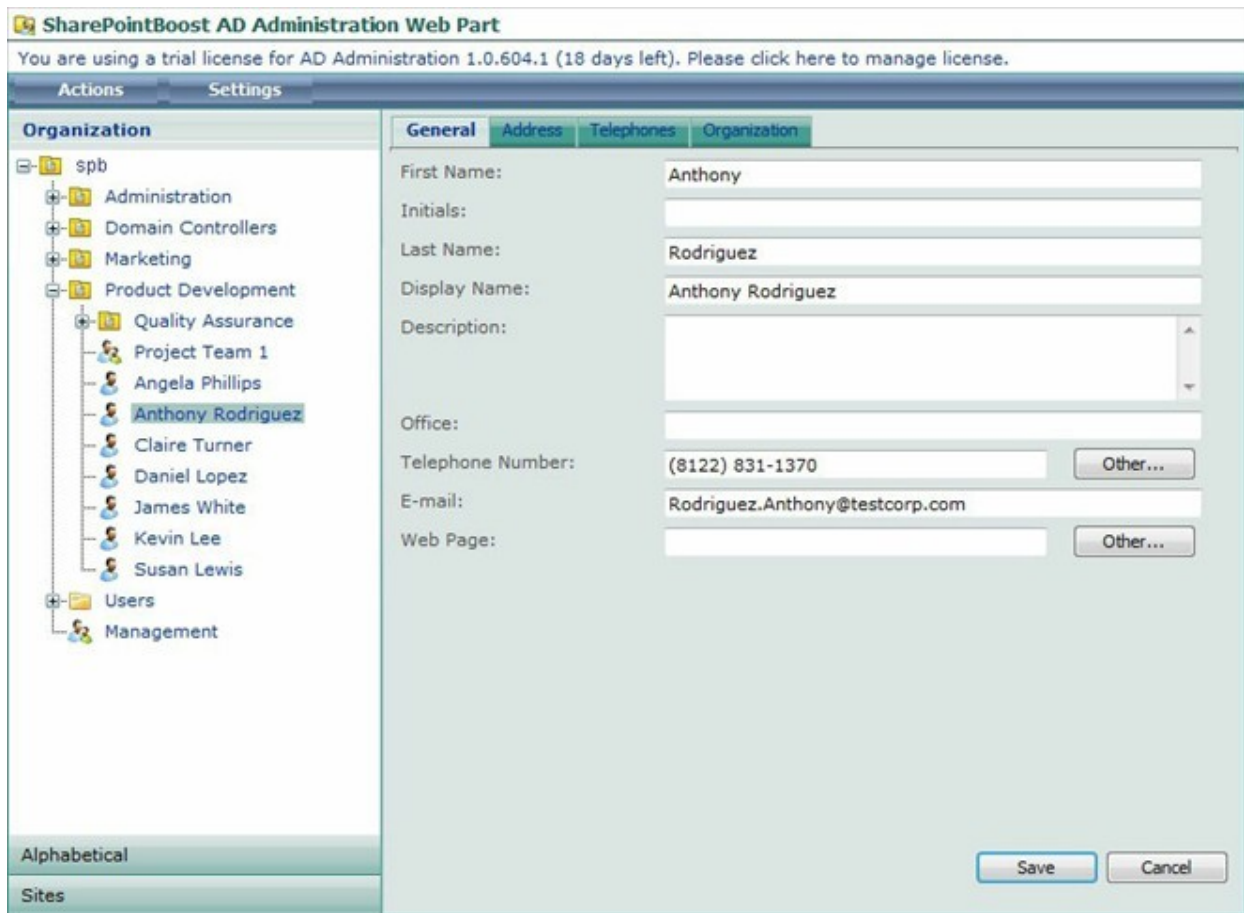 SharePointBoost AD Administration Web Part
You are using a trial license for AD Administration 1.0.604.1 (18 days left). Please click here to manage license.
Actions Settings
Organization
spb
Administration
Domain Controllers
Marketing
Product Development
Quality Assurance
Project Team 1
Angela Phillips
Anthony Rodriguez
Claire Turner
Daniel Lopez
James White
Kevin Lee
Susan Lewis
Users
Management
Alphabetical
Sites
General Address Telephones Organization
First Name: Anthony
Initials:
Last Name: Rodriguez
Display Name: Anthony Rodriguez
Description:
Office:
Telephone Number: (8122) 831-1370 Other...
E-mail: Rodriguez.Anthony@testcorp.com
Web Page: Other...
Save Cancel